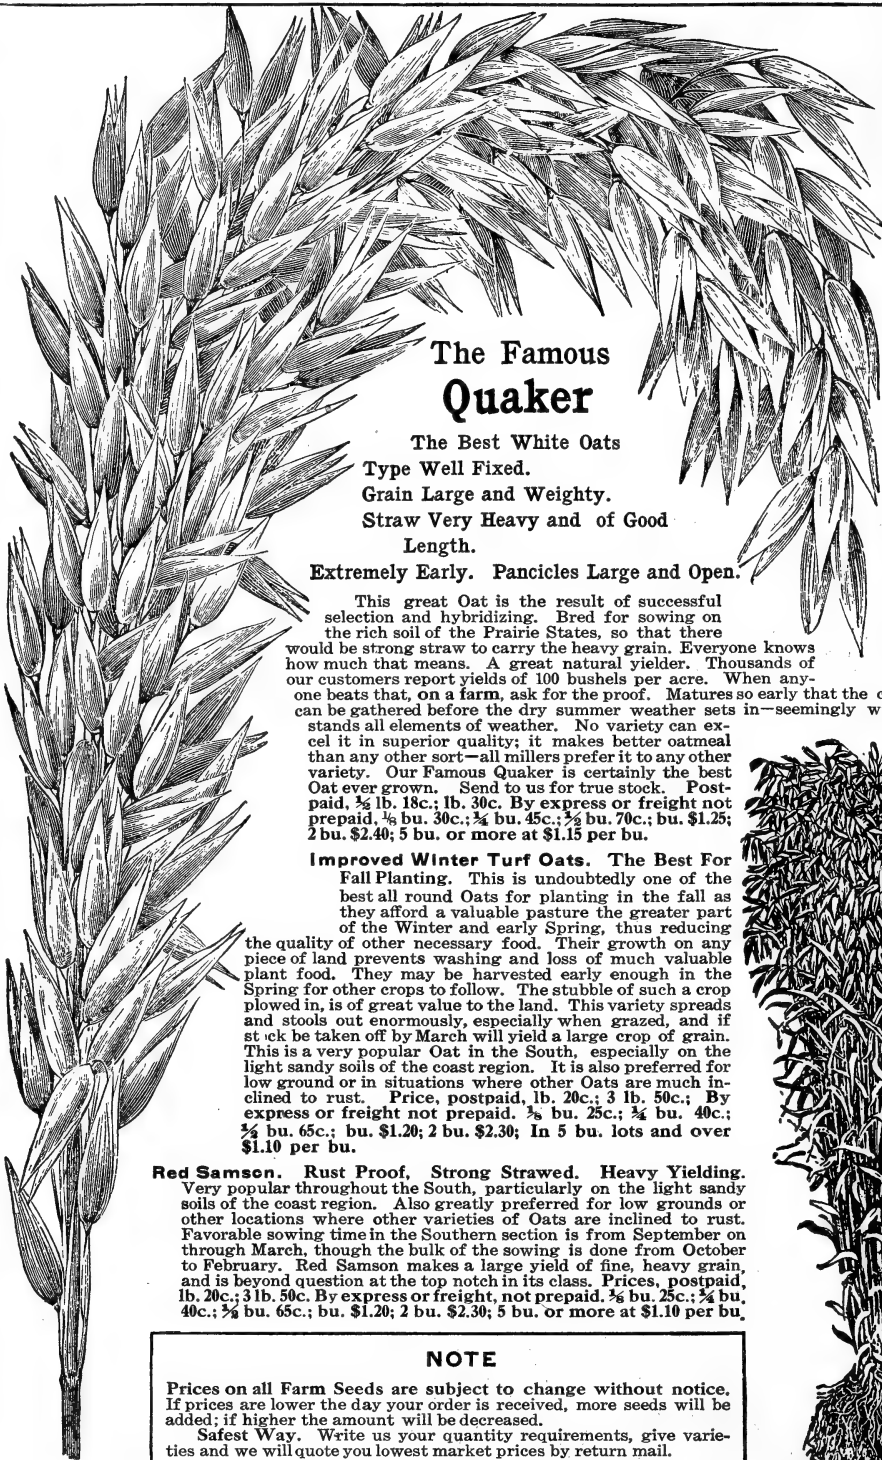 The Famous
Quaker
The Best White Oats
Type Well Fixed.
Grain Large and Weighty.
Straw Very Heavy and of Good
Length.
Extremely Early. Pancicles Large and Open.
This great Oat is the result of successful
selection and hybridizing. Bred for sowing on
the rich soil of the Prairie States, so that there
would be strong straw to carry the heavy grain. Everyone knows
how much that means. A great natural yielder. Thousands of
our customers report yields of 100 bushels per acre. When any-
one beats that, on a farm, ask for the proof. Matures so early that the
can be gathered before the dry summer weather sets in—seemingly
stands all elements of weather. No variety can ex-
cel it in superior quality; it makes better oatmeal
than any other sort—all millers prefer it to any other
variety. Our Famous Quaker is certainly the best
Oat ever grown. Send to us for true stock. Post-
paid, ½ lb. 18c.; lb. 30c. By express or freight not
prepaid, ⅛ bu. 30c.; ¼ bu. 45c.; ½ bu. 70c.; bu. $1.25;
2 bu. $2.40; 5 bu. or more at $1.15 per bu.
Improved Winter Turf Oats. The Best For
Fall Planting. This is undoubtedly one of the
best all round Oats for planting in the fall as
they afford a valuable pasture the greater part
of the Winter and early Spring, thus reducing
the quality of other necessary food. Their growth on any
piece of land prevents washing and loss of much valuable
plant food. They may be harvested early enough in the
Spring for other crops to follow. The stubble of such a crop
plowed in, is of great value to the land. This variety spreads
and stools out enormously, especially when grazed, and if
st ck be taken off by March will yield a large crop of grain.
This is a very popular Oat in the South, especially on the
light sandy soils of the coast region. It is also preferred for
low ground or in situations where other Oats are much in-
clined to rust. Price, postpaid, lb. 20c.; 3 lb. 50c.; By
express or freight not prepaid. ⅛ bu. 25c.; ¼ bu. 40c.;
½ bu. 65c.; bu. $1.20; 2 bu. $2.30; In 5 bu. lots and over
$1.10 per bu.
Red Samson. Rust Proof, Strong Strawed. Heavy Yielding.
Very popular throughout the South, particularly on the light sandy
soils of the coast region. Also greatly preferred for low grounds or
other locations where other varieties of Oats are inclined to rust.
Favorable sowing time in the Southern section is from September on
through March, though the bulk of the sowing is done from October
to February. Red Samson makes a large yield of fine, heavy grain,
and is beyond question at the top notch in its class. Prices, postpaid,
lb. 20c.; 3 lb. 50c. By express or freight, not prepaid. ⅛ bu. 25c.; ¼ bu.
40c.; ½ bu. 65c.; bu. $1.20; 2 bu. $2.30; 5 bu. or more at $1.10 per bu.
NOTE
Prices on all Farm Seeds are subject to change without notice.
If prices are lower the day your order is received, more seeds will be
added; if higher the amount will be decreased.
Safest Way. Write us your quantity requirements, give varie-
ties and we will quote you lowest market prices by return mail.